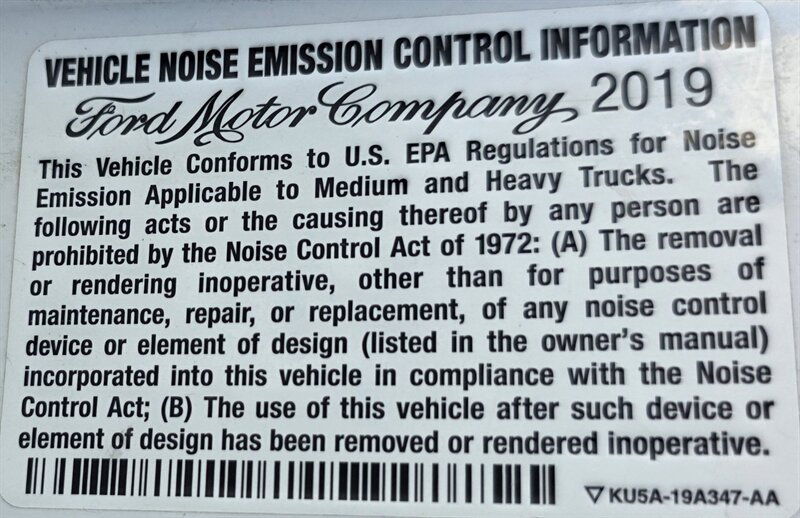 VEHICLE NOISE EMISSION CONTROL INFORMATION
Ford Motor Company 2019
This Vehicle Conforms to U.S. EPA Regulations for Noise
Emission Applicable to Medium and Heavy Trucks. The
following acts or the causing thereof by any person are
prohibited by the Noise Control Act of 1972: (A) The removal
or rendering inoperative, other than for purposes of
maintenance, repair, or replacement, of any noise control
device or element of design (listed in the owner's manual)
incorporated into this vehicle in compliance with the Noise
Control Act; (B) The use of this vehicle after such device or
element of design has been removed or rendered inoperative.
▽ KU5A-19A347-AA